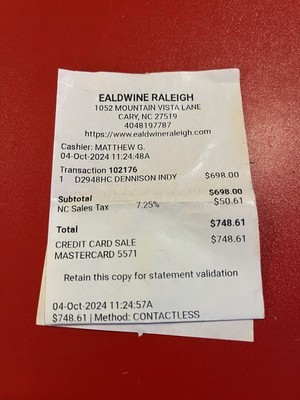 EALDWINE RALEIGH
1052 MOUNTAIN VISTA LANE
CARY, NC 27519
4048197787
https://www.ealdwineraleigh.com
Cashier: MATTHEW G.
04-Oct-2024 11:24:48A
Transaction 102176
1 D2948HC DENNISON INDY $698.00
Subtotal $698.00
NC Sales Tax 7.25% $50.61
Total $748.61
CREDIT CARD SALE $748.61
MASTERCARD 5571
Retain this copy for statement validation
04-Oct-2024 11:24:57A
$748.61 | Method: CONTACTLESS